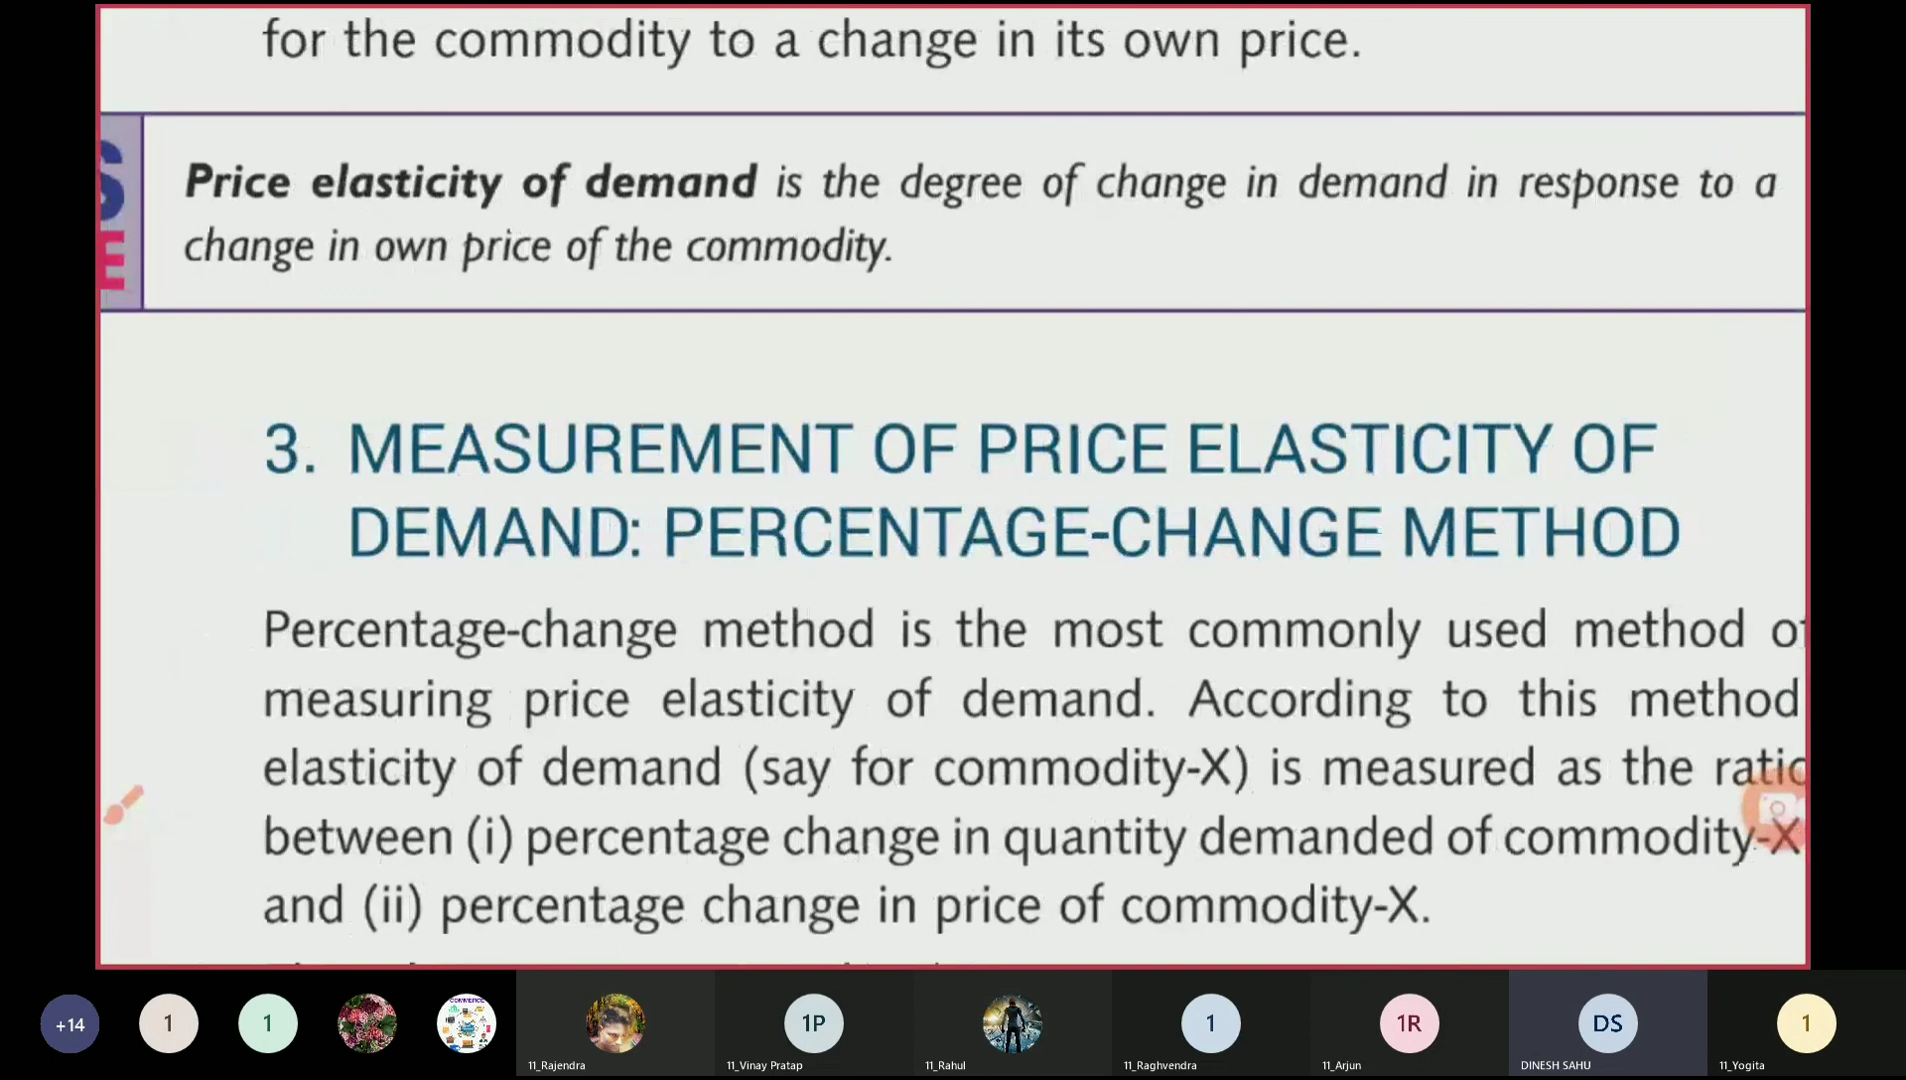 for the commodity to a change in its own price.
S
E
Price elasticity of demand is the degree of change in demand in response to a
change in own price of the commodity.
3. MEASUREMENT OF PRICE ELASTICITY OF
DEMAND: PERCENTAGE-CHANGE METHOD
Percentage-change method is the most commonly used method of
measuring price elasticity of demand. According to this method
elasticity of demand (say for commodity-X) is measured as the ratio
between (i) percentage change in quantity demanded of commodity-X
and (ii) percentage change in price of commodity-X.
+14
1
1
COMMERCE
1P
1
1R
DS
1
11_Rajendra
11_Vinay Pratap
11_Rahul
11_Raghvendra
11_Arjun
DINESH SAHU
11_Yogita